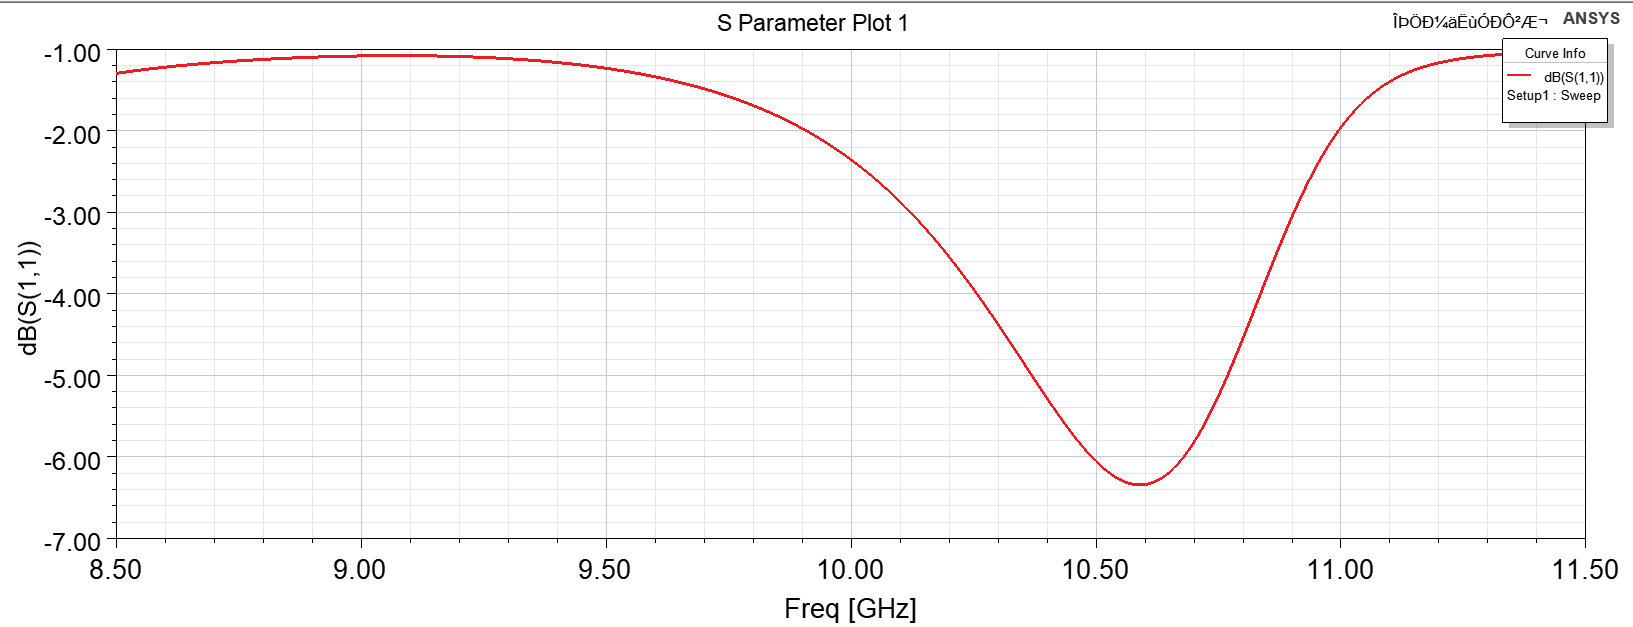 S Parameter Plot 1
ÎÞÖÐ¼äËùÓÐÔ²Æ¬ ANSYS
Curve Info
dB(S(1,1))
Setup1 : Sweep
-1.00
-2.00
-3.00
-4.00
-5.00
-6.00
-7.00
dB(S(1,1))
8.50 9.00 9.50 10.00 10.50 11.00 11.50
Freq [GHz]